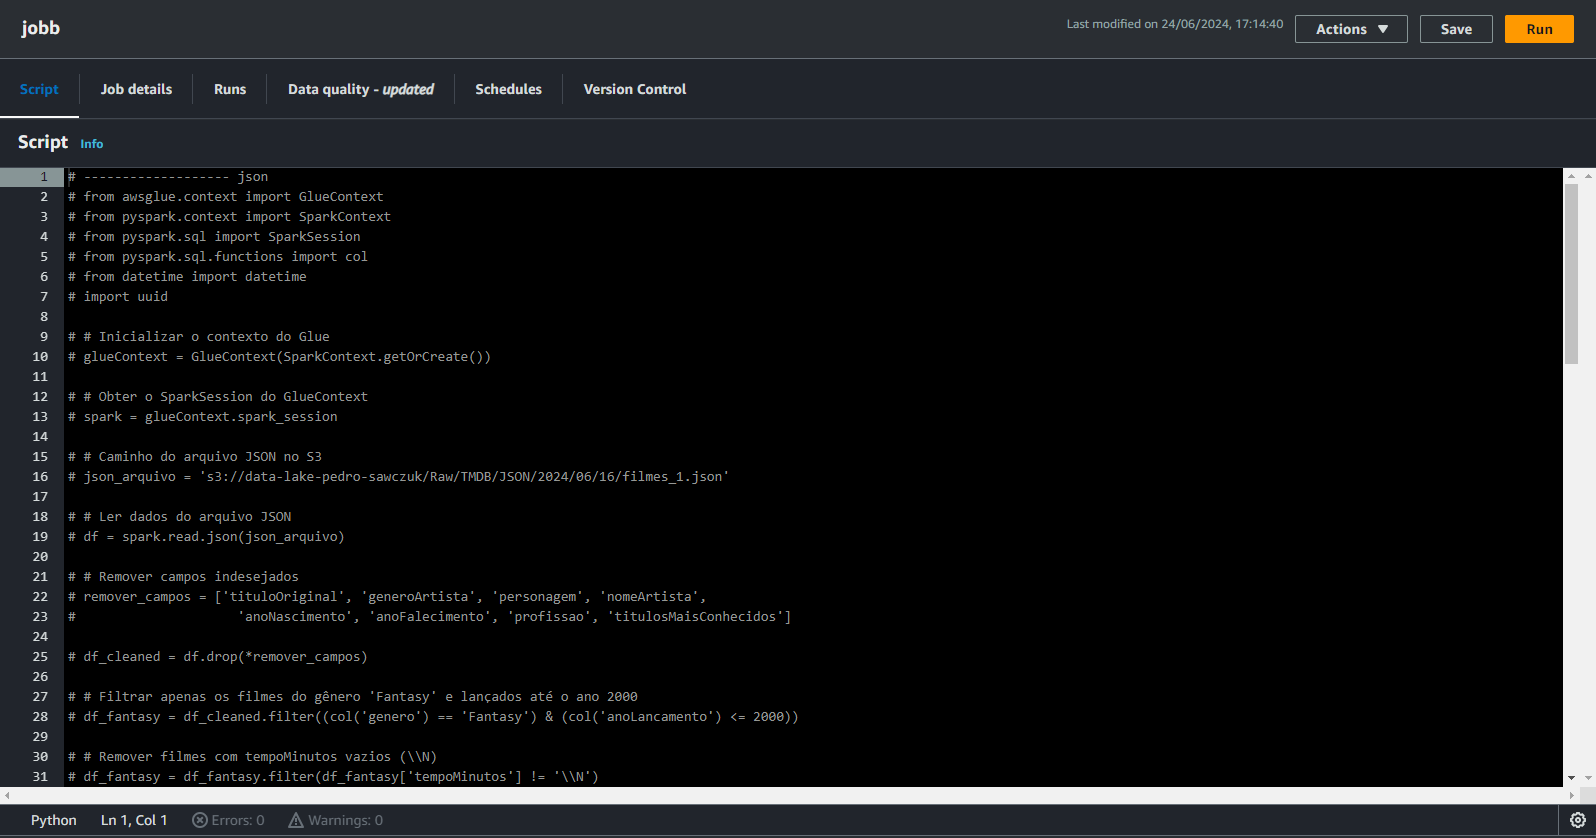 jobb
Last modified on 24/06/2024, 17:14:40
Actions
Save
Run
Script
Job details
Runs
Data quality - updated
Schedules
Version Control
Script Info
1 # ------------------- json
2 # from awsglue.context import GlueContext
3 # from pyspark.context import SparkContext
4 # from pyspark.sql import SparkSession
5 # from pyspark.sql.functions import col
6 # from datetime import datetime
7 # import uuid
8
9 # # Inicializar o contexto do Glue
10 # glueContext = GlueContext(SparkContext.getOrCreate())
11
12 # # Obter o SparkSession do GlueContext
13 # spark = glueContext.spark_session
14
15 # # Caminho do arquivo JSON no S3
16 # json_arquivo = 's3://data-lake-pedro-sawczuk/Raw/TMDB/JSON/2024/06/16/filmes_1.json'
17
18 # # Ler dados do arquivo JSON
19 # df = spark.read.json(json_arquivo)
20
21 # # Remover campos indesejados
22 # remover_campos = ['tituloOriginal', 'generoArtista', 'personagem', 'nomeArtista',
23 #                     'anoNascimento', 'anoFalecimento', 'profissao', 'titulosMaisConhecidos']
24
25 # df_cleaned = df.drop(*remover_campos)
26
27 # # Filtrar apenas os filmes do gênero 'Fantasy' e lançados até o ano 2000
28 # df_fantasy = df_cleaned.filter((col('genero') == 'Fantasy') & (col('anoLancamento') <= 2000))
29
30 # # Remover filmes com tempoMinutos vazios (\\N)
31 # df_fantasy = df_fantasy.filter(df_fantasy['tempoMinutos'] != '\\N')
Python Ln 1, Col 1 Errors: 0 Warnings: 0